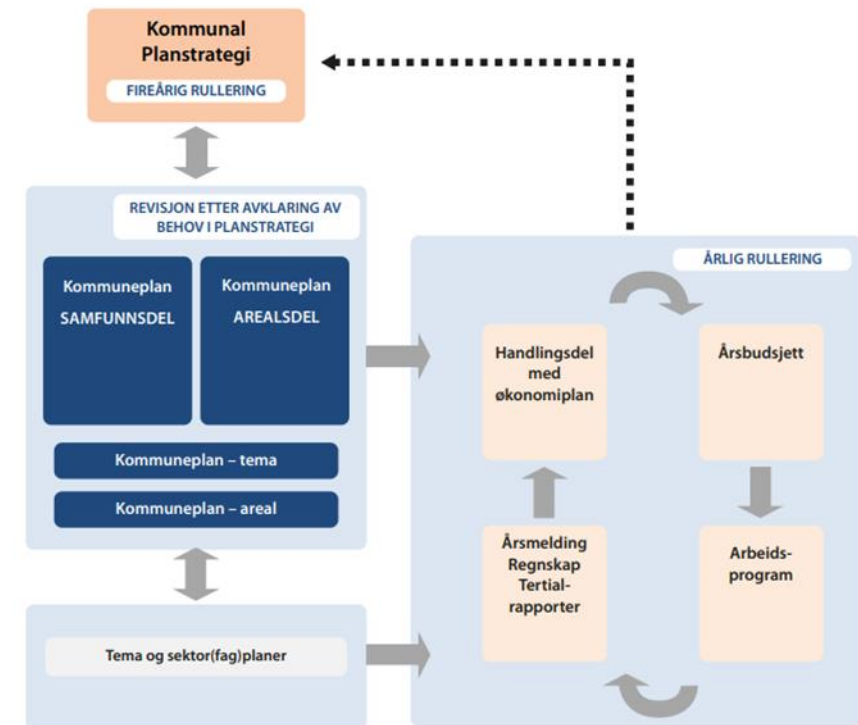 Kommunal
Planstrategi
FIREÅRIG RULLERING
REVISJON ETTER AVKLARING AV
BEHOV I PLANSTRATEGI
Kommuneplan
SAMFUNNSDEL
Kommuneplan
AREALSDEL
Kommuneplan – tema
Kommuneplan – areal
Tema og sektor(fag)planer
ÅRLIG RULLERING
Handlingsdel
med
økonomiplan
Årsbudsjett
Årsmelding
Regnskap
Tertial-
rapporter
Arbeids-
program